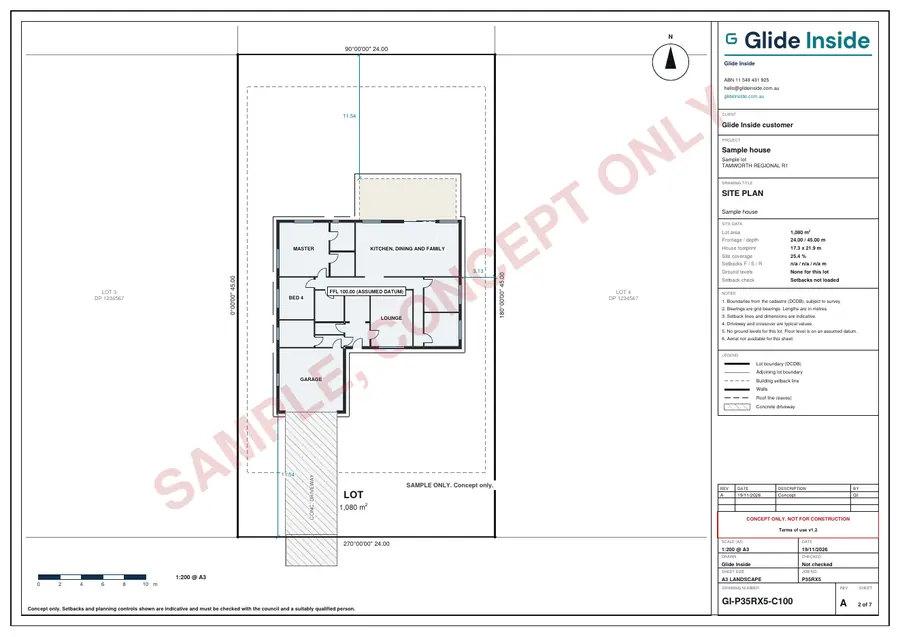 90°00'00" 24.00
N
11.54
MASTER
KITCHEN, DINING AND FAMILY
3.13
BED 4
FFL 100.00 (ASSUMED DATUM)
LOUNGE
GARAGE
LOT 3
DP 1234567
0°00'00" 45.00
180°00'00" 45.00
LOT 4
DP 1234567
SAMPLE, CONCEPT ONLY
11.54
CONC. DRIVEWAY
SAMPLE ONLY. Concept only.
LOT
1,080 m²
270°00'00" 24.00
0 2 4 6 8 10 m
1:200 @ A3
Concept only. Setbacks and planning controls shown are indicative and must be checked with the council and a suitably qualified person.
G Glide Inside
Glide Inside
hello@glideinside.com.au
glideinside.com.au
CLIENT
Glide Inside customer
PROJECT
Sample house
Sample lot
TAMWORTH REGIONAL R1
DRAWING TITLE
SITE PLAN
Sample house
SITE DATA
Lot area 1,080 m²
Frontage / depth 24.00 / 45.00 m
House footprint 17.3 x 21.9 m
Site coverage 25.4 %
Setbacks F / S / R n/a / n/a / n/a m
Ground levels None for this lot
Setback check Setbacks not loaded
NOTES
1. Boundaries from the cadastre (DCDB), subject to survey.
2. Bearings are grid bearings. Lengths are in metres.
3. Setback lines and dimensions are indicative.
4. Driveway and crossover are typical values.
5. No ground levels for this lot. Floor level is on an assumed datum.
6. Aerial not available for this sheet
LEGEND
Lot boundary (DCDB)
Adjoining lot boundary
Building setback line
Walls
Roof line (eaves)
Concrete driveway
REV DATE DESCRIPTION BY
A 19/11/2026 Concept GI
CONCEPT ONLY. NOT FOR CONSTRUCTION
Terms of use v1.2
SCALE (A3) DATE
1:200 @ A3 19/11/2026
DRAWN CHECKED
Glide Inside Not checked
SHEET SIZE JOB NO.
A3 LANDSCAPE P35RX5
DRAWING NUMBER REV SHEET
GI-P35RX5-C100 A 2 of 7